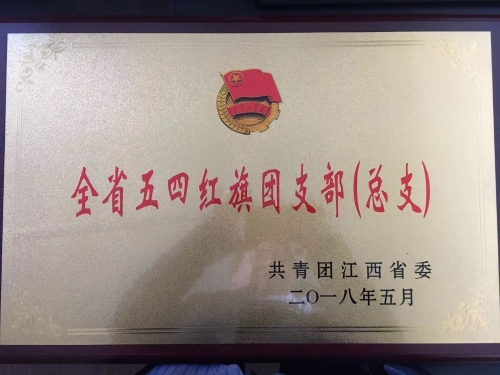 全省五四红旗团支部(总支)
共青团江西省委
二〇一八年五月